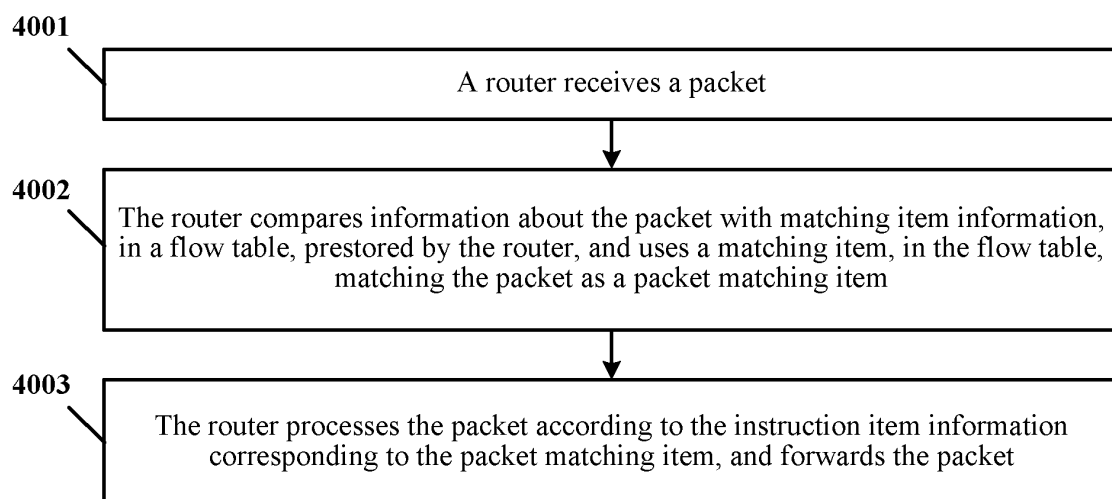 4001
A router receives a packet
4002
The router compares information about the packet with matching item information,
in a flow table, prestored by the router, and uses a matching item, in the flow table,
matching the packet as a packet matching item
4003
The router processes the packet according to the instruction item information
corresponding to the packet matching item, and forwards the packet